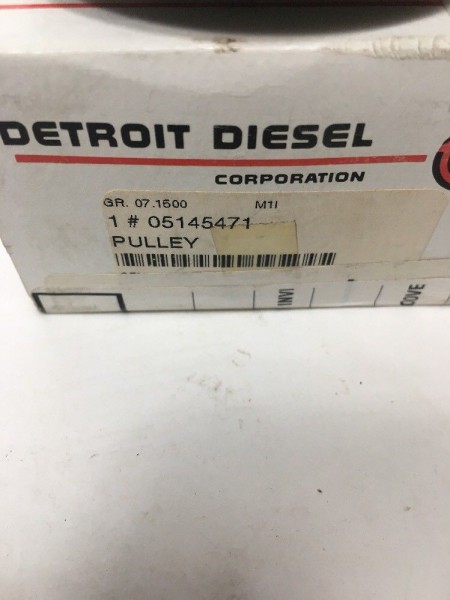 DETROIT DIESEL
CORPORATION
GR. 07.1500 M1I
1 # 05145471
PULLEY
INVI
COVE